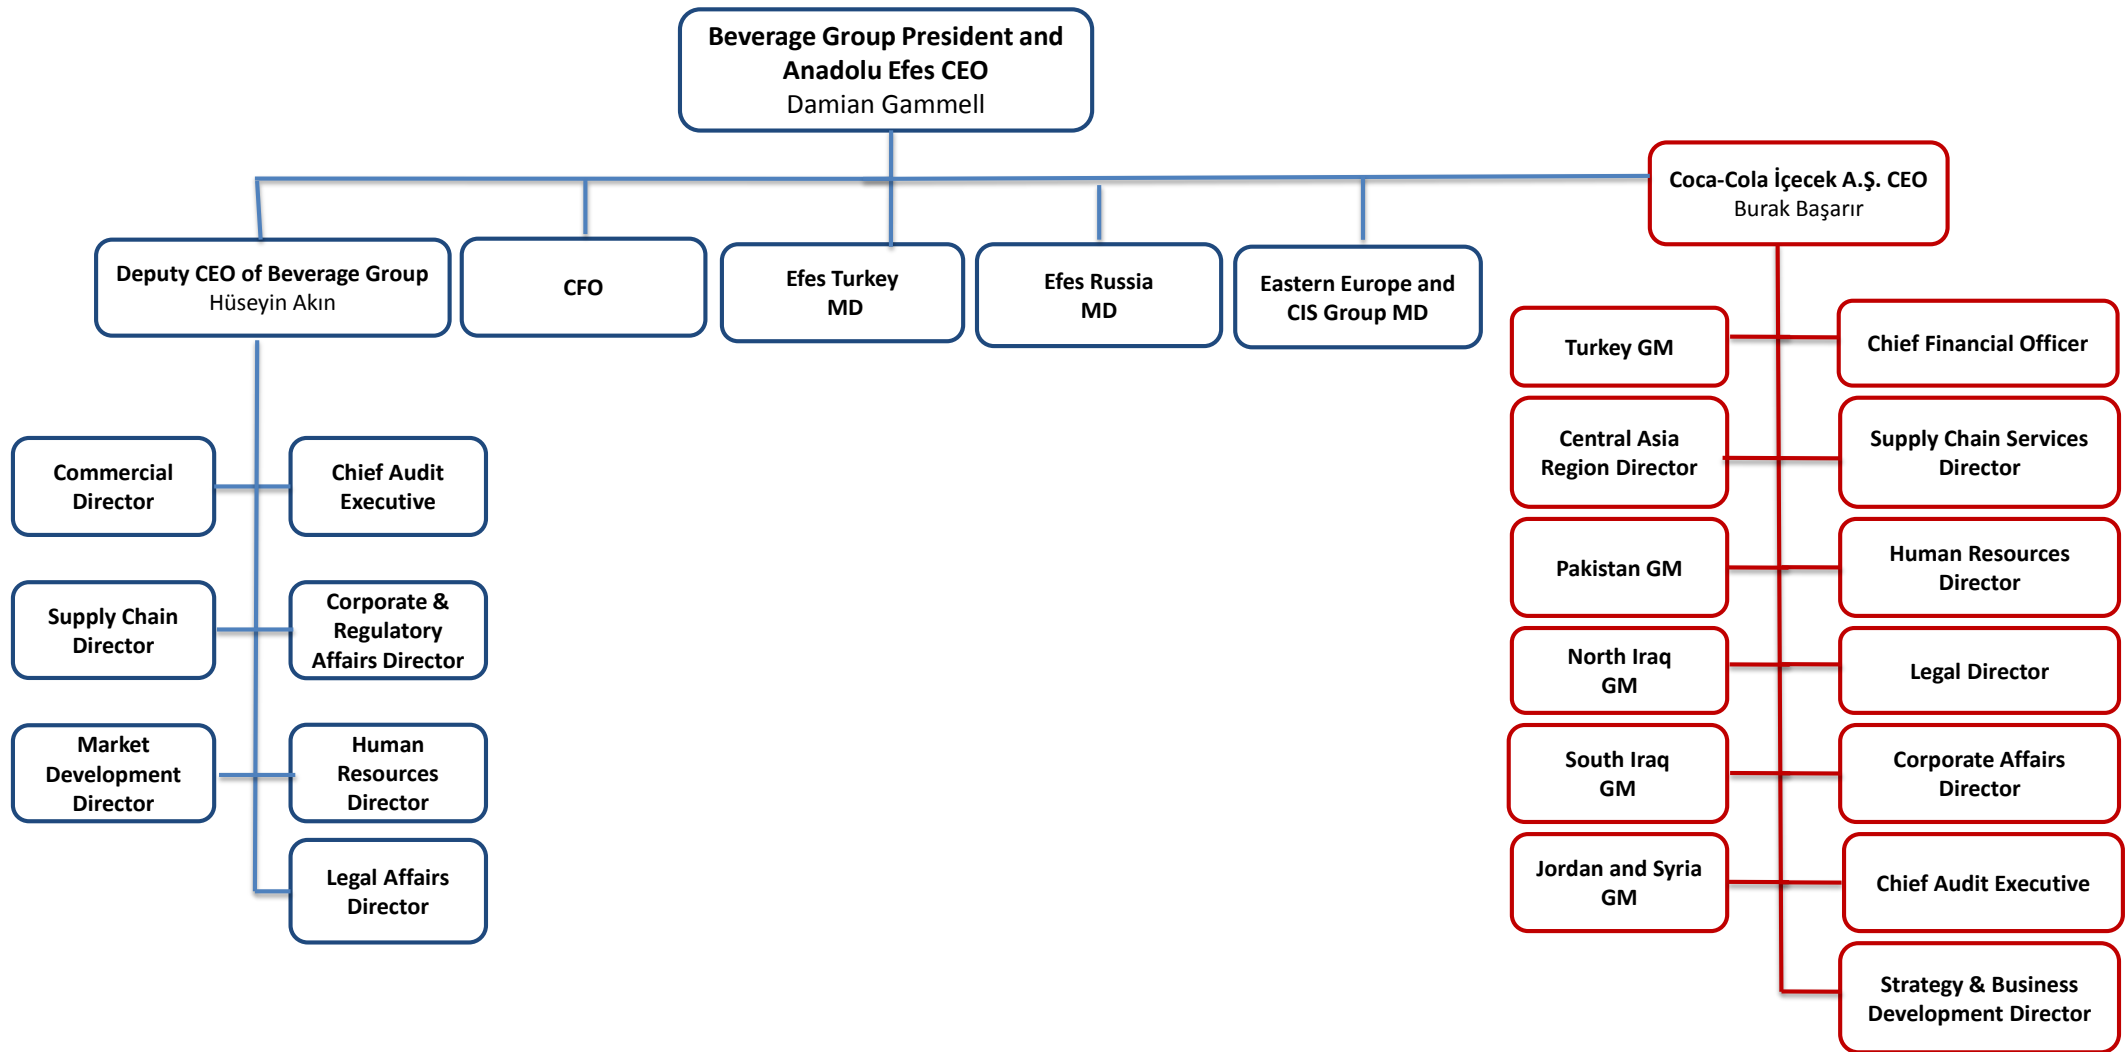 Beverage Group President and
Anadolu Efes CEO
Damian Gammell
Coca-Cola İçecek A.Ş. CEO
Burak Başarır
Deputy CEO of Beverage Group
Hüseyin Akın
CFO
Efes Turkey
MD
Efes Russia
MD
Eastern Europe and
CIS Group MD
Commercial
Director
Chief Audit
Executive
Supply Chain
Director
Corporate &
Regulatory
Affairs Director
Market
Development
Director
Human
Resources
Director
Legal Affairs
Director
Turkey GM
Chief Financial Officer
Central Asia
Region Director
Supply Chain Services
Director
Pakistan GM
Human Resources
Director
North Iraq
GM
Legal Director
South Iraq
GM
Corporate Affairs
Director
Jordan and Syria
GM
Chief Audit Executive
Strategy & Business
Development Director